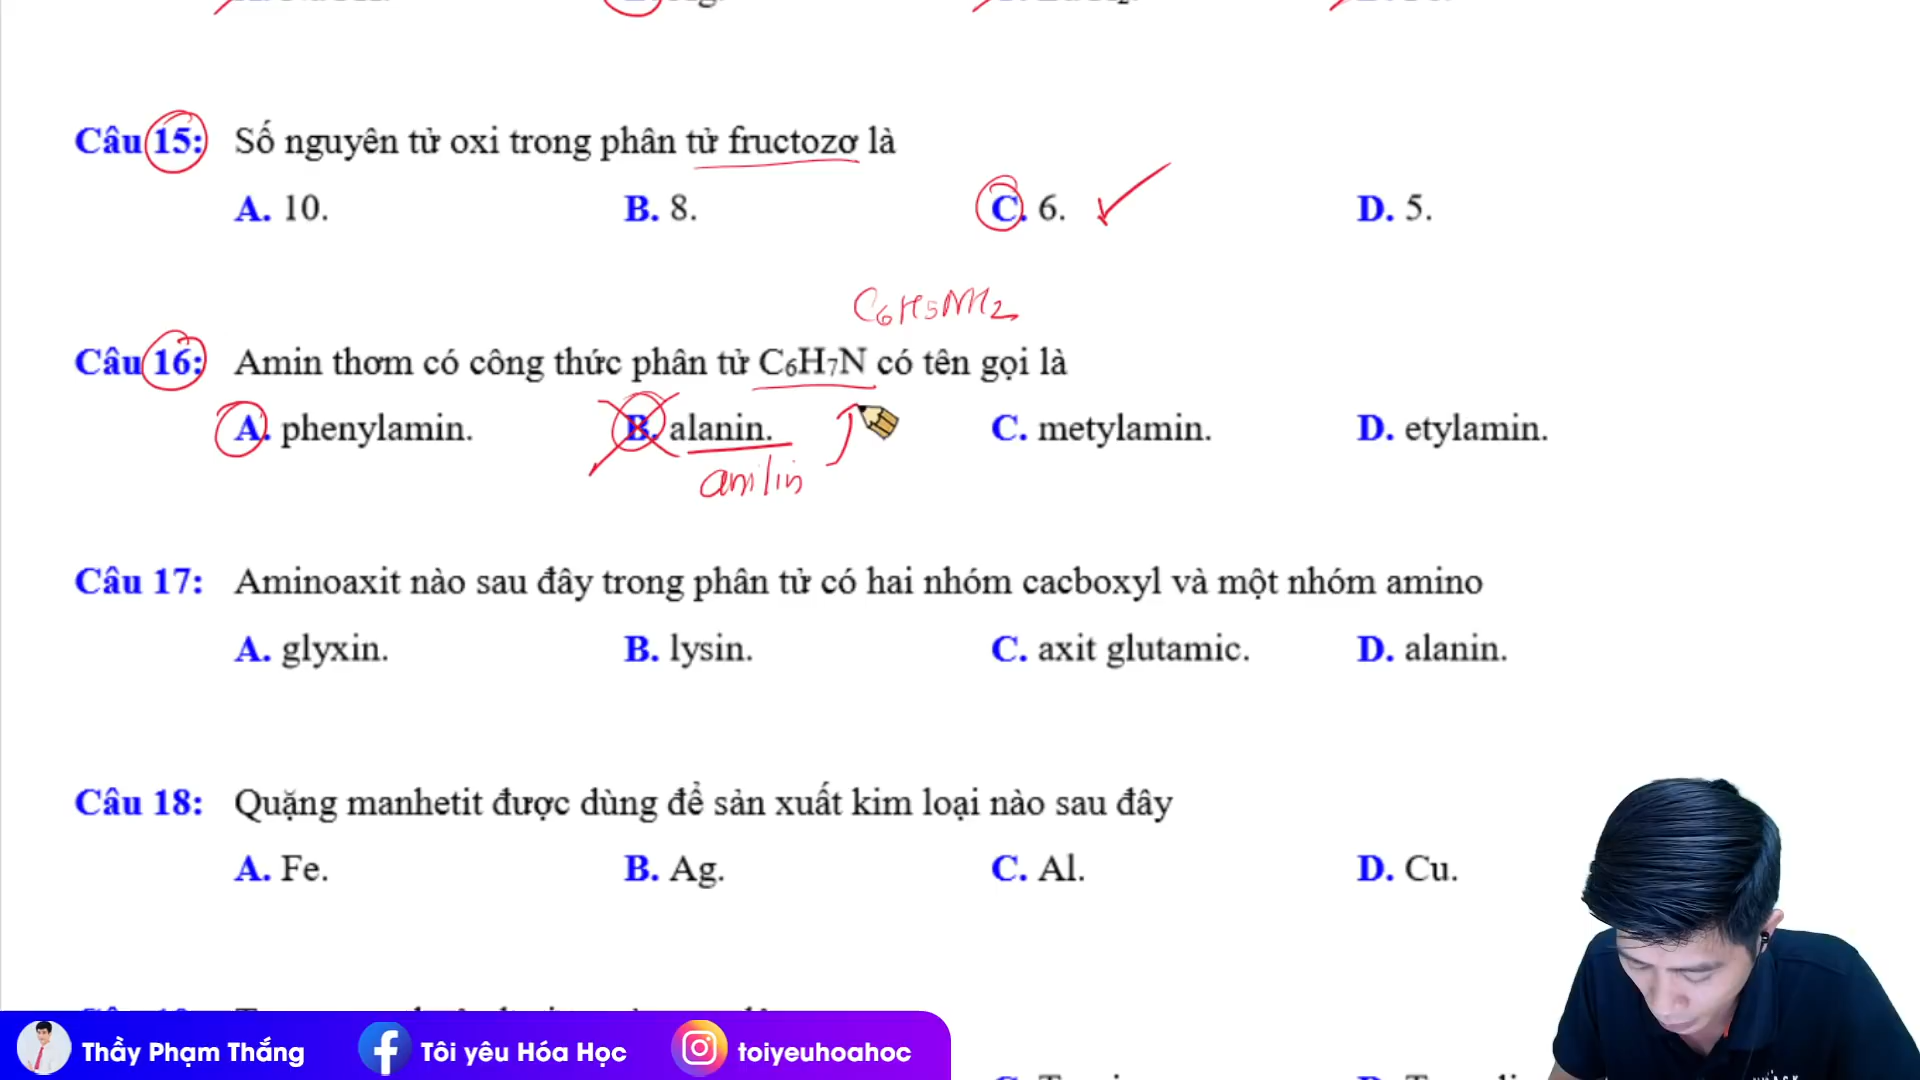 Câu 15: Số nguyên tử oxi trong phân tử fructozơ là
A. 10. B. 8. C. 6. D. 5.
C6H5NH2
Câu 16: Amin thơm có công thức phân tử C6H7N có tên gọi là
A. phenylamin. B. alanin. C. metylamin. D. etylamin.
anilin
Câu 17: Aminoaxit nào sau đây trong phân tử có hai nhóm cacboxyl và một nhóm amino
A. glyxin. B. lysin. C. axit glutamic. D. alanin.
Câu 18: Quặng manhetit được dùng để sản xuất kim loại nào sau đây
A. Fe. B. Ag. C. Al. D. Cu.
Thầy Phạm Thắng Tôi yêu Hóa Học toiyeuhoahoc